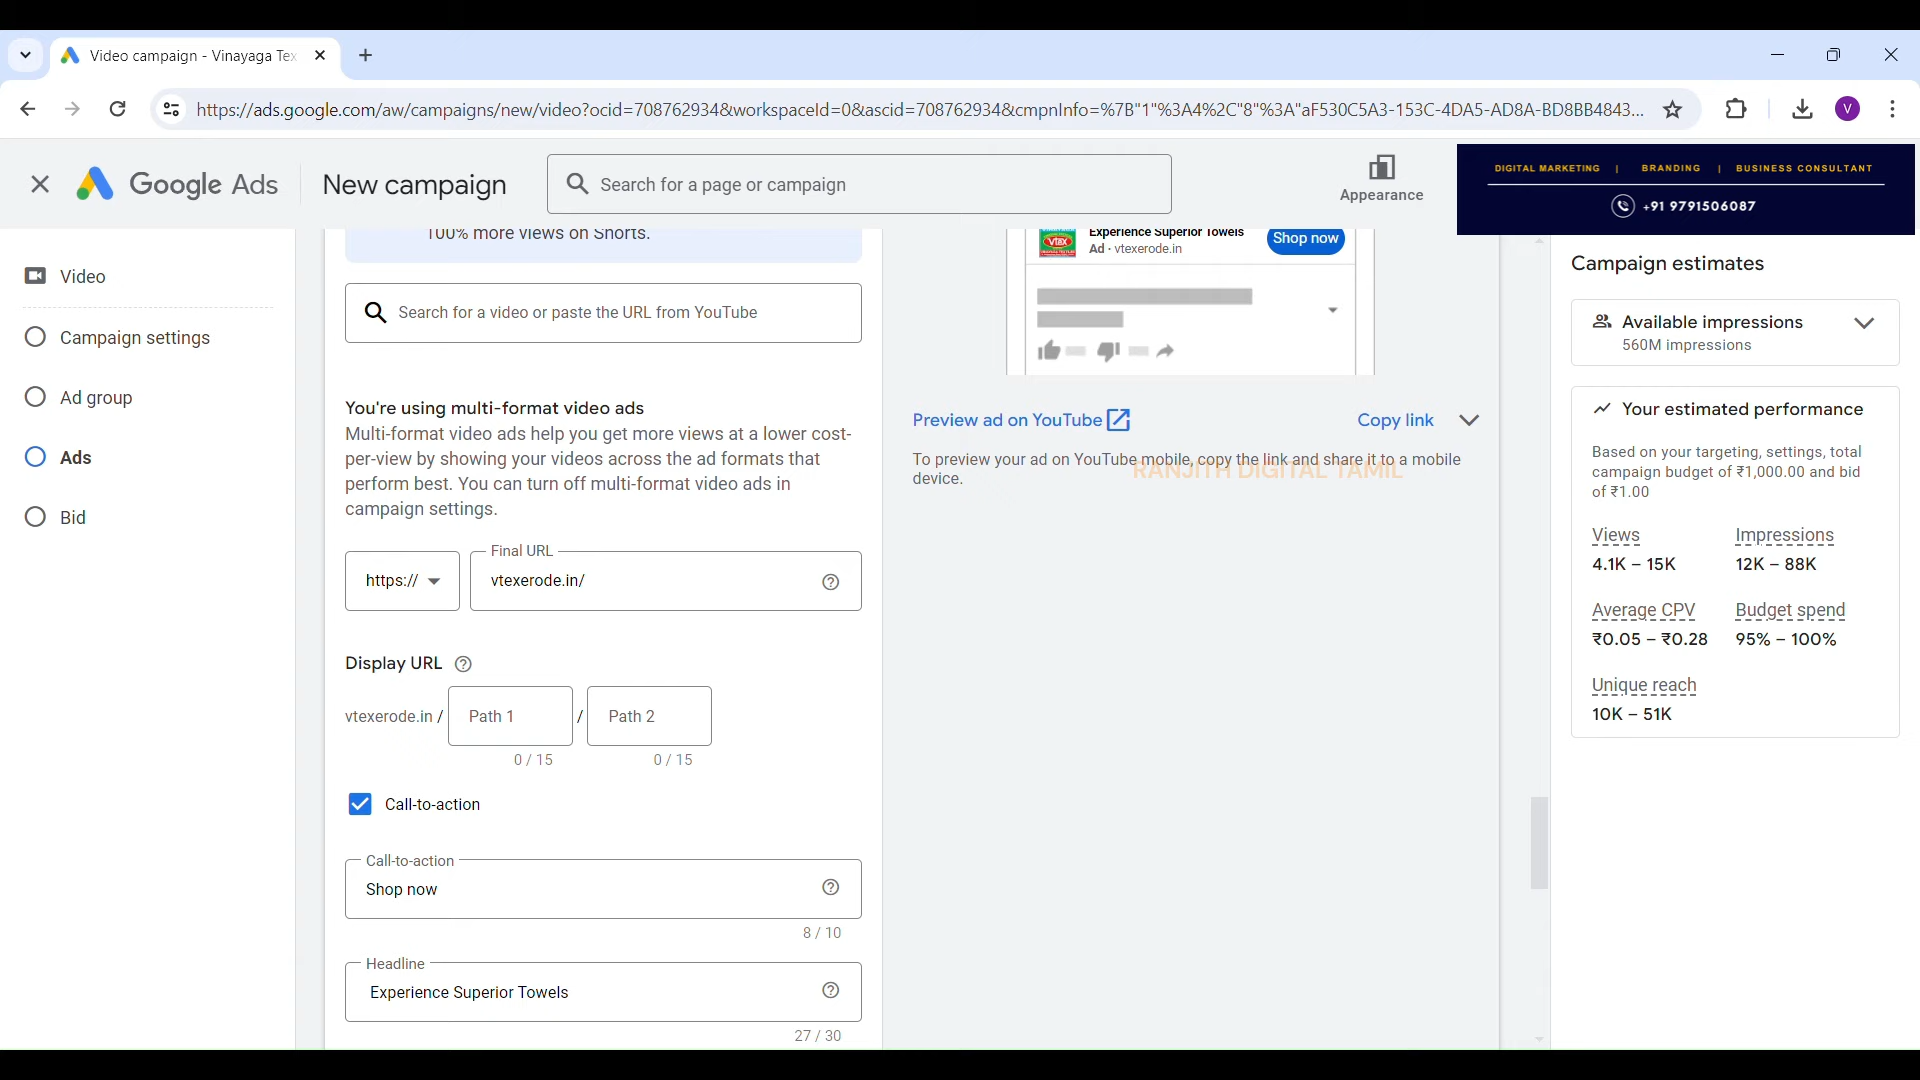 Video campaign - Vinayaga Tex
https://ads.google.com/aw/campaigns/new/video?ocid=708762934&workspaceId=0&ascid=708762934&cmpnInfo=%7B"1"%3A4%2C"8"%3A"aF530C5A3-153C-4DA5-AD8A-BD8BB4843...
V
Google Ads
New campaign
Search for a page or campaign
Appearance
DIGITAL MARKETING | BRANDING | BUSINESS CONSULTANT
+91 9791506087
Video
Campaign settings
Ad group
Ads
Bid
100% more views on Shorts.
Search for a video or paste the URL from YouTube
You're using multi-format video ads
Multi-format video ads help you get more views at a lower cost-
per-view by showing your videos across the ad formats that
perform best. You can turn off multi-format video ads in
campaign settings.
https://
Final URL
vtexerode.in/
Display URL
vtexerode.in / Path 1 / Path 2
0 / 15 0 / 15
Call-to-action
Call-to-action
Shop now
8 / 10
Headline
Experience Superior Towels
27 / 30
Vtex
Experience Superior Towels
Ad · vtexerode.in
Shop now
Preview ad on YouTube
Copy link
To preview your ad on YouTube mobile, copy the link and share it to a mobile
device.
RANJITH DIGITAL TAMIL
Campaign estimates
Available impressions
560M impressions
Your estimated performance
Based on your targeting, settings, total
campaign budget of ₹1,000.00 and bid
of ₹1.00
Views Impressions
4.1K – 15K 12K – 88K
Average CPV Budget spend
₹0.05 – ₹0.28 95% – 100%
Unique reach
10K – 51K